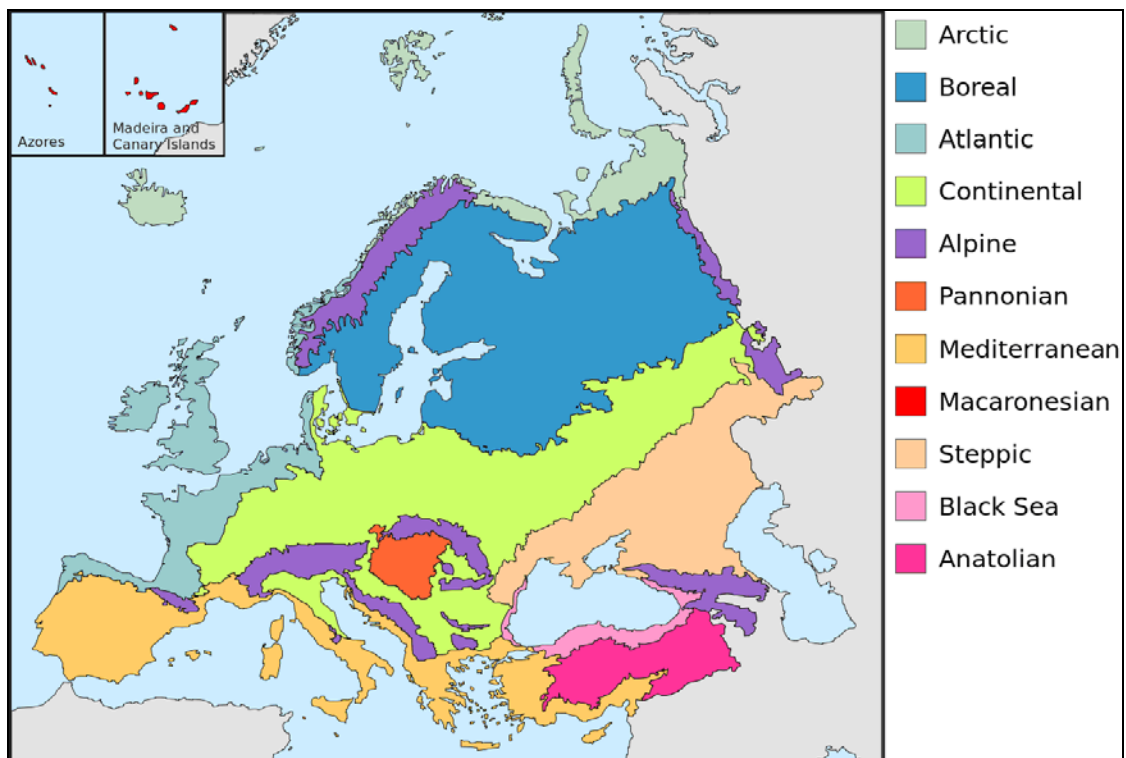 Azores
Madeira and
Canary Islands
Arctic
Boreal
Atlantic
Continental
Alpine
Pannonian
Mediterranean
Macaronesian
Steppic
Black Sea
Anatolian